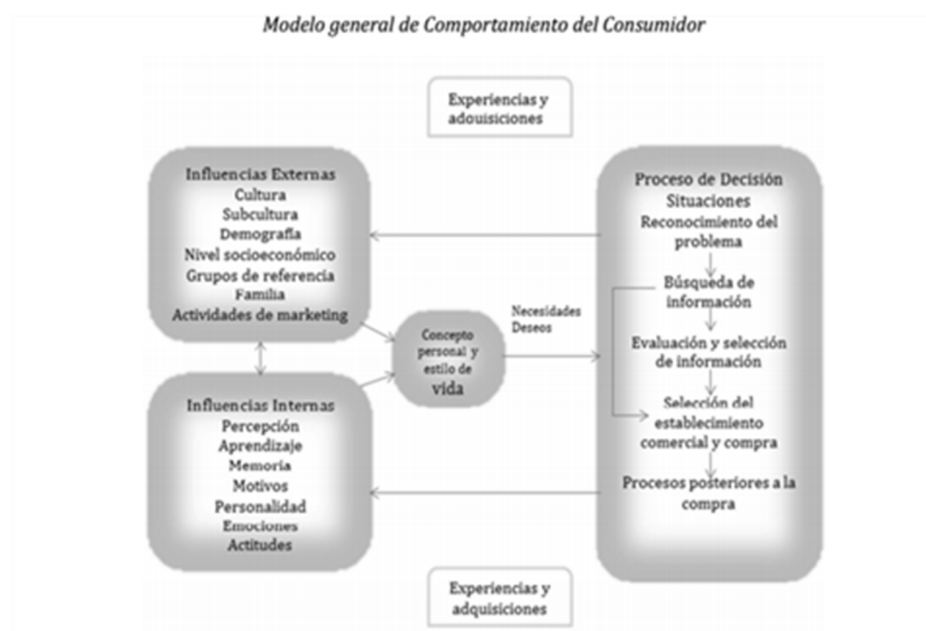 Modelo general de Comportamiento del Consumidor
Experiencias y
adouisiciones
Influencias Externas
Cultura
Subcultura
Demografía
Nivel socioeconómico
Grupos de referencia
Familia
Actividades de marketing
Influencias Internas
Percepción
Aprendizaje
Memoria
Motivos
Personalidad
Emociones
Actitudes
Concepto
personal y
estilo de
vida
Necesidades
Deseos
Proceso de Decisión
Situaciones
Reconocimiento del
problema
Búsqueda de
información
Evaluación y selección
de información
Selección del
establecimiento
comercial y compra
Procesos posteriores a la
compra
Experiencias y
adquisiciones